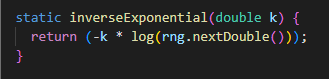 static inverseExponential(double k) {
  return (-k * log(rng.nextDouble()));
}